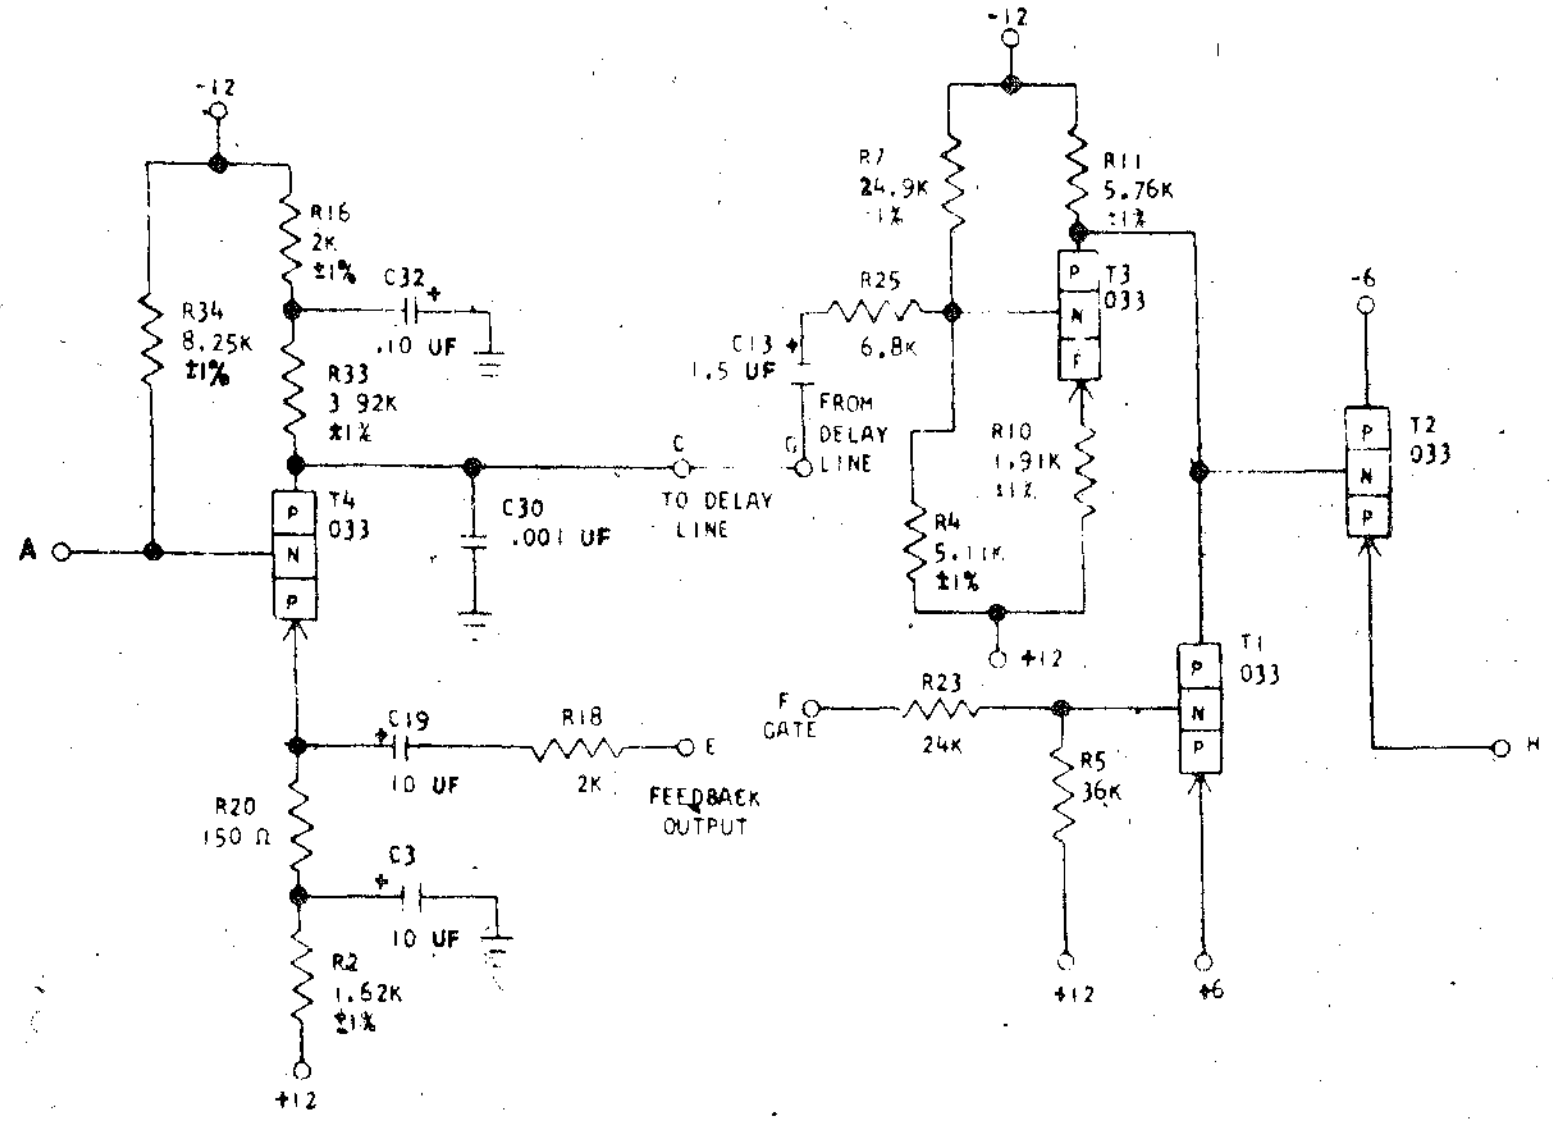 -12
R34
8.25K
±1%
R16
2K
±1%
C32
+
.10 UF
R33
3 92K
±1%
T4
033
P
N
P
A
C30
.001 UF
C
TO DELAY
LINE
C19
+
10 UF
R18
2K
E
FEEDBACK
OUTPUT
R20
150 Ω
C3
+
10 UF
R2
1.62K
±1%
+12
-12
R7
24.9K
1%
R11
5.76K
±1%
R25
6.8K
C13
+
1.5 UF
FROM
DELAY
LINE
T3
033
P
N
R10
1.91K
±1%
R4
5.11K
±1%
+12
F
GATE
R23
24K
R5
36K
+12
T1
033
P
N
P
+6
-6
T2
033
P
N
P
H